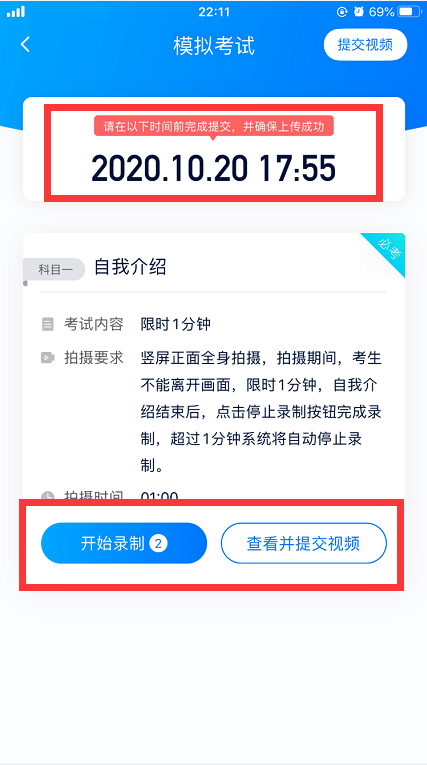 22:11
69%
模拟考试
提交视频
请在以下时间前完成提交，并确保上传成功
2020.10.20 17:55
必考
科目一
自我介绍
考试内容 限时1分钟
拍摄要求 竖屏正面全身拍摄，拍摄期间，考生
不能离开画面，限时1分钟，自我介
绍结束后，点击停止录制按钮完成录
制，超过1分钟系统将自动停止录
制。
拍摄时间 01:00
开始录制 2
查看并提交视频